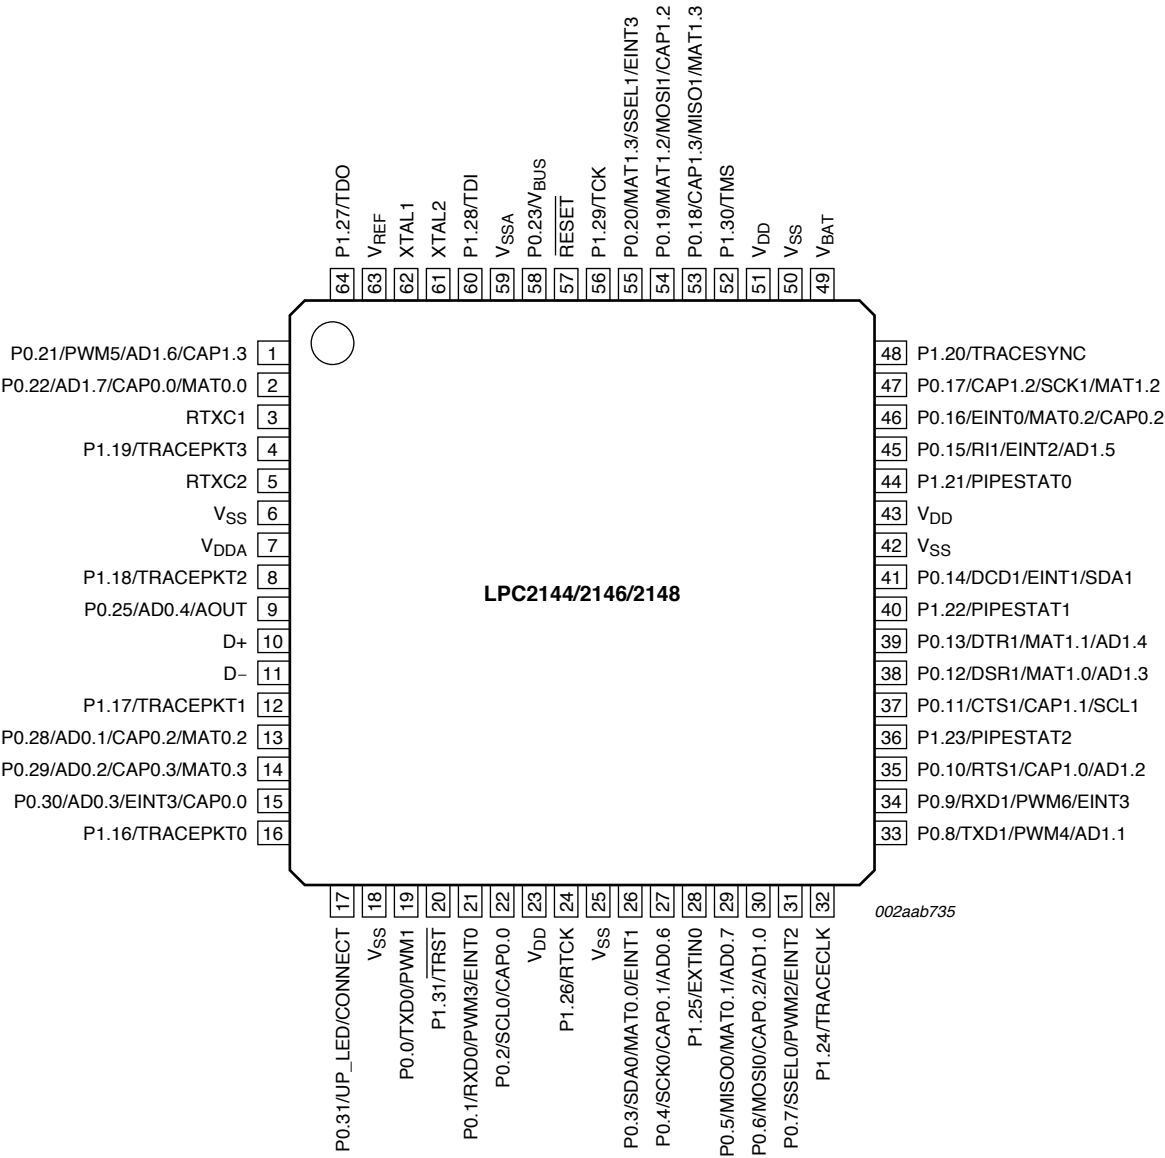 64 P1.27/TDO
63 VREF
62 XTAL1
61 XTAL2
60 P1.28/TDI
59 VSSA
58 P0.23/VBUS
57 RESET
56 P1.29/TCK
55 P0.20/MAT1.3/SSEL1/EINT3
54 P0.19/MAT1.2/MOSI1/CAP1.2
53 P0.18/CAP1.3/MISO1/MAT1.3
52 P1.30/TMS
51 VDD
50 VSS
49 VBAT
P0.21/PWM5/AD1.6/CAP1.3 1
P0.22/AD1.7/CAP0.0/MAT0.0 2
RTXC1 3
P1.19/TRACEPKT3 4
RTXC2 5
VSS 6
VDDA 7
P1.18/TRACEPKT2 8
P0.25/AD0.4/AOUT 9
D+ 10
D− 11
P1.17/TRACEPKT1 12
P0.28/AD0.1/CAP0.2/MAT0.2 13
P0.29/AD0.2/CAP0.3/MAT0.3 14
P0.30/AD0.3/EINT3/CAP0.0 15
P1.16/TRACEPKT0 16
LPC2144/2146/2148
48 P1.20/TRACESYNC
47 P0.17/CAP1.2/SCK1/MAT1.2
46 P0.16/EINT0/MAT0.2/CAP0.2
45 P0.15/RI1/EINT2/AD1.5
44 P1.21/PIPESTAT0
43 VDD
42 VSS
41 P0.14/DCD1/EINT1/SDA1
40 P1.22/PIPESTAT1
39 P0.13/DTR1/MAT1.1/AD1.4
38 P0.12/DSR1/MAT1.0/AD1.3
37 P0.11/CTS1/CAP1.1/SCL1
36 P1.23/PIPESTAT2
35 P0.10/RTS1/CAP1.0/AD1.2
34 P0.9/RXD1/PWM6/EINT3
33 P0.8/TXD1/PWM4/AD1.1
P0.31/UP_LED/CONNECT 17
VSS 18
P0.0/TXD0/PWM1 19
P1.31/TRST 20
P0.1/RXD0/PWM3/EINT0 21
P0.2/SCL0/CAP0.0 22
VDD 23
P1.26/RTCK 24
VSS 25
P0.3/SDA0/MAT0.0/EINT1 26
P0.4/SCK0/CAP0.1/AD0.6 27
P1.25/EXTIN0 28
P0.5/MISO0/MAT0.1/AD0.7 29
P0.6/MOSI0/CAP0.2/AD1.0 30
P0.7/SSEL0/PWM2/EINT2 31
P1.24/TRACECLK 32
002aab735